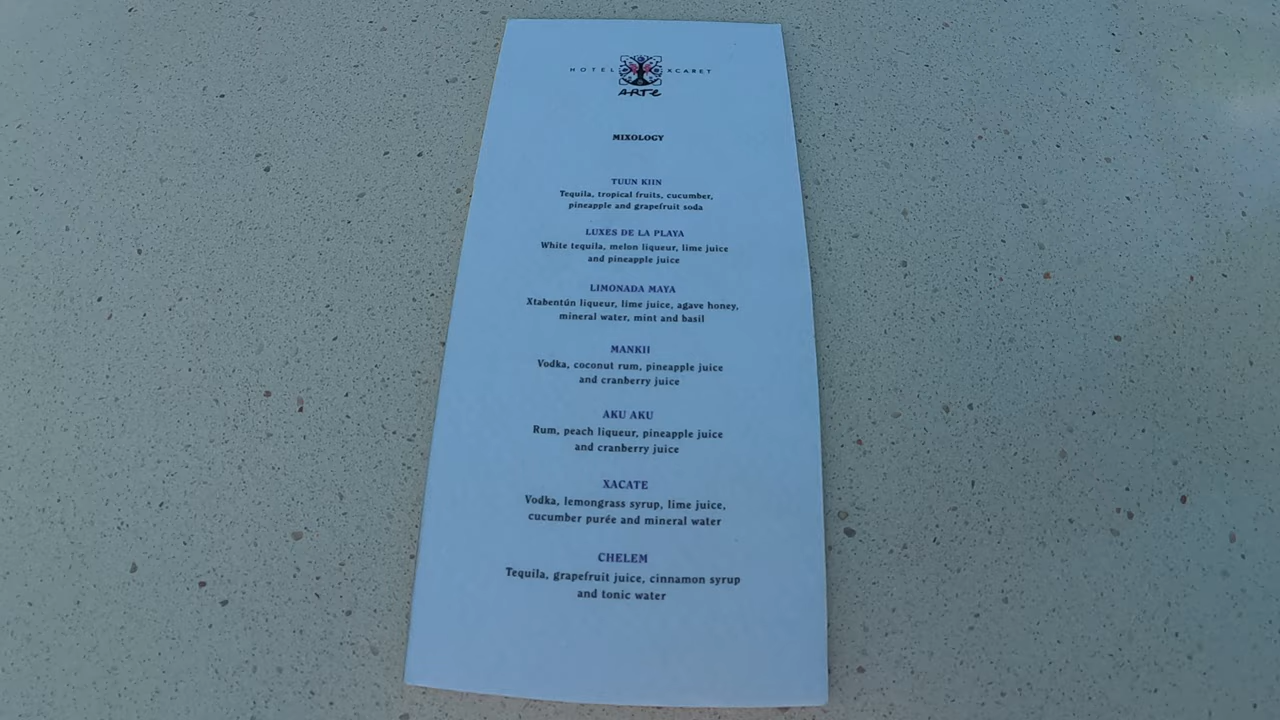 HOTEL XCARET
ARTE
MIXOLOGY
TUUN KIIN
Tequila, tropical fruits, cucumber,
pineapple and grapefruit soda
LUXES DE LA PLAYA
White tequila, melon liqueur, lime juice
and pineapple juice
LIMONADA MAYA
Xtabentún liqueur, lime juice, agave honey,
mineral water, mint and basil
MANKII
Vodka, coconut rum, pineapple juice
and cranberry juice
AKU AKU
Rum, peach liqueur, pineapple juice
and cranberry juice
XACATE
Vodka, lemongrass syrup, lime juice,
cucumber purée and mineral water
CHELEM
Tequila, grapefruit juice, cinnamon syrup
and tonic water